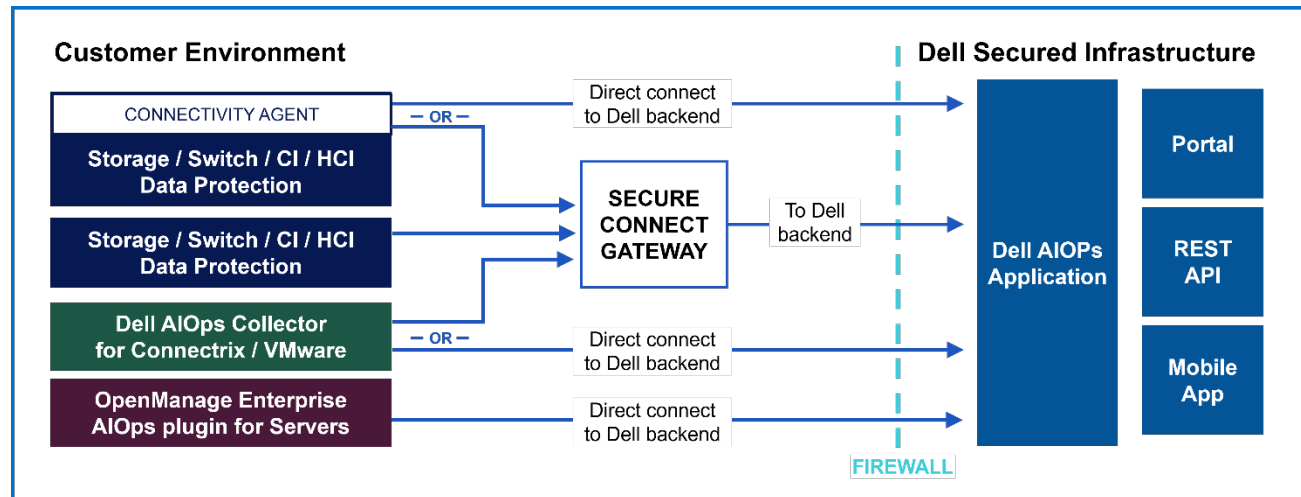 Customer Environment
Dell Secured Infrastructure
CONNECTIVITY AGENT
Storage / Switch / CI / HCI
Data Protection
Storage / Switch / CI / HCI
Data Protection
Dell AIOps Collector
for Connectrix / VMware
OpenManage Enterprise
AIOps plugin for Servers
— OR —
— OR —
Direct connect
to Dell backend
SECURE
CONNECT
GATEWAY
To Dell
backend
Direct connect
to Dell backend
Direct connect
to Dell backend
FIREWALL
Dell AIOPs
Application
Portal
REST
API
Mobile
App